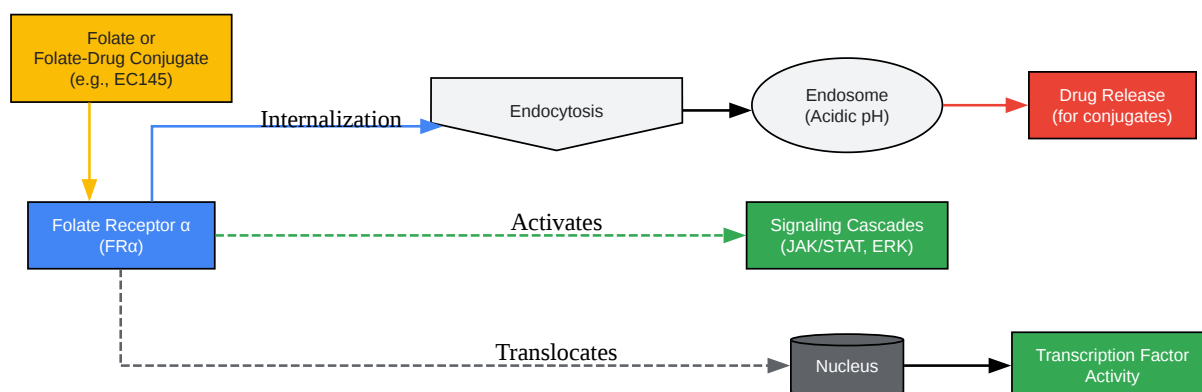 Folate or
Folate-Drug Conjugate
(e.g., EC145)
Internalization
Endocytosis
Endosome
(Acidic pH)
Drug Release
(for conjugates)
Folate Receptor α
(FRα)
Activates
Signaling Cascades
(JAK/STAT, ERK)
Translocates
Nucleus
Transcription Factor
Activity